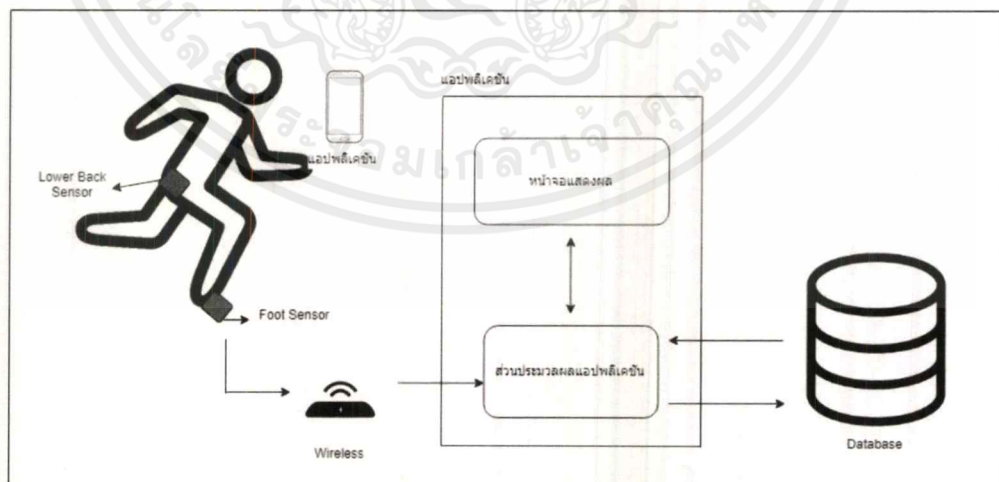 แอปพลิเคชัน
แอปพลิเคชัน
หน้าจอแสดงผล
Lower Back
Sensor
Foot Sensor
ส่วนประมวลผลแอปพลิเคชัน
Wireless
Database